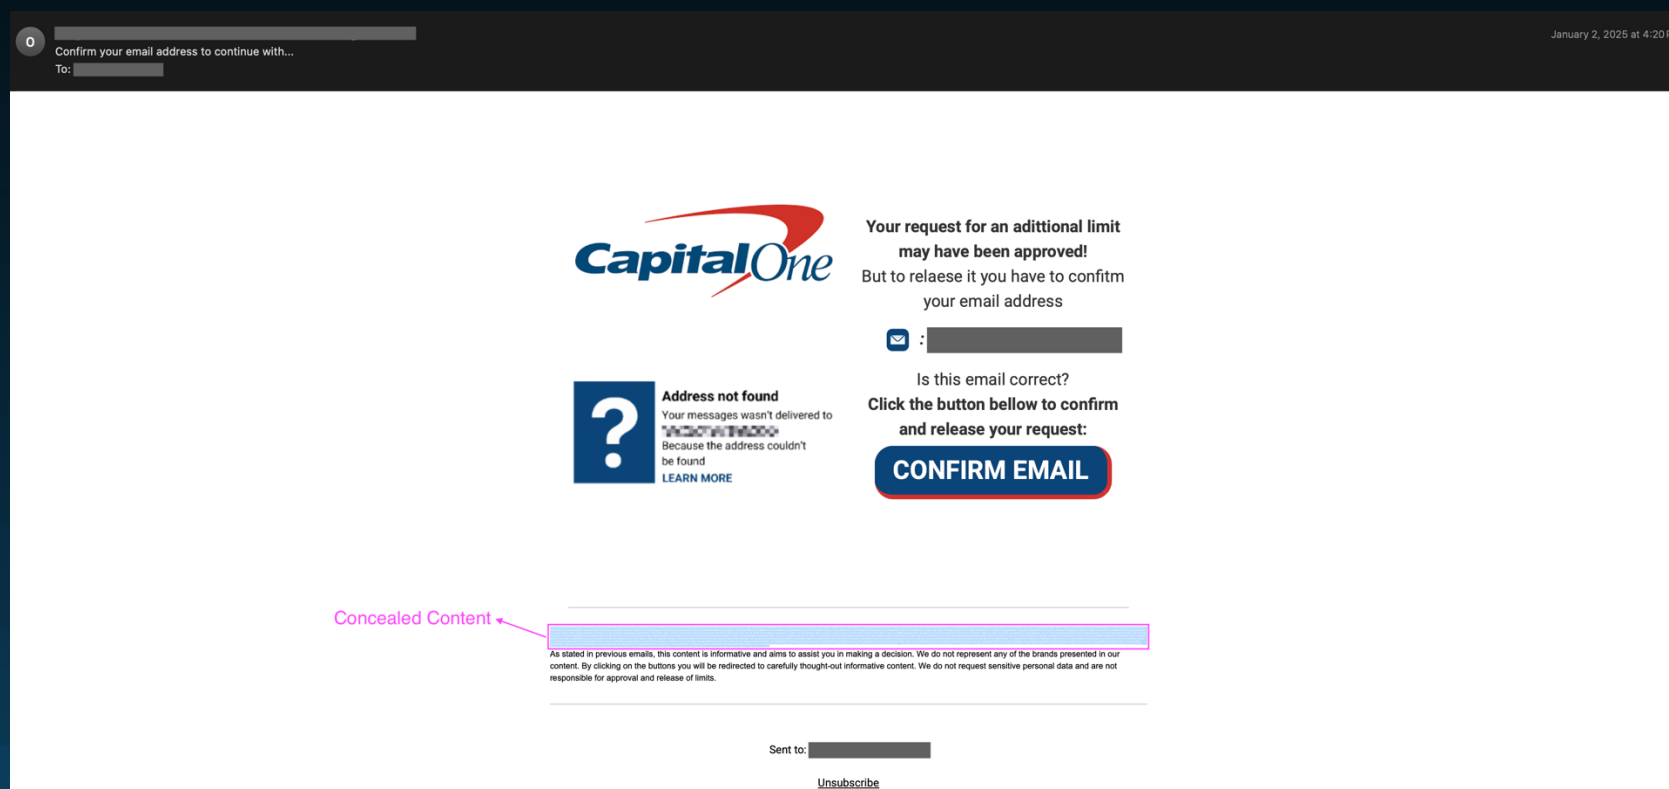 O
Confirm your email address to continue with...
To:
January 2, 2025 at 4:20
CapitalOne
Your request for an adittional limit
may have been approved!
But to relaese it you have to confitm
your email address
:
Is this email correct?
Click the button bellow to confirm
and release your request:
CONFIRM EMAIL
?
Address not found
Your messages wasn't delivered to
Because the address couldn't
be found
LEARN MORE
Concealed Content
As stated in previous emails, this content is informative and aims to assist you in making a decision. We do not represent any of the brands presented in our
content. By clicking on the buttons you will be redirected to carefully thought-out informative content. We do not request sensitive personal data and are not
responsible for approval and release of limits.
Sent to:
Unsubscribe